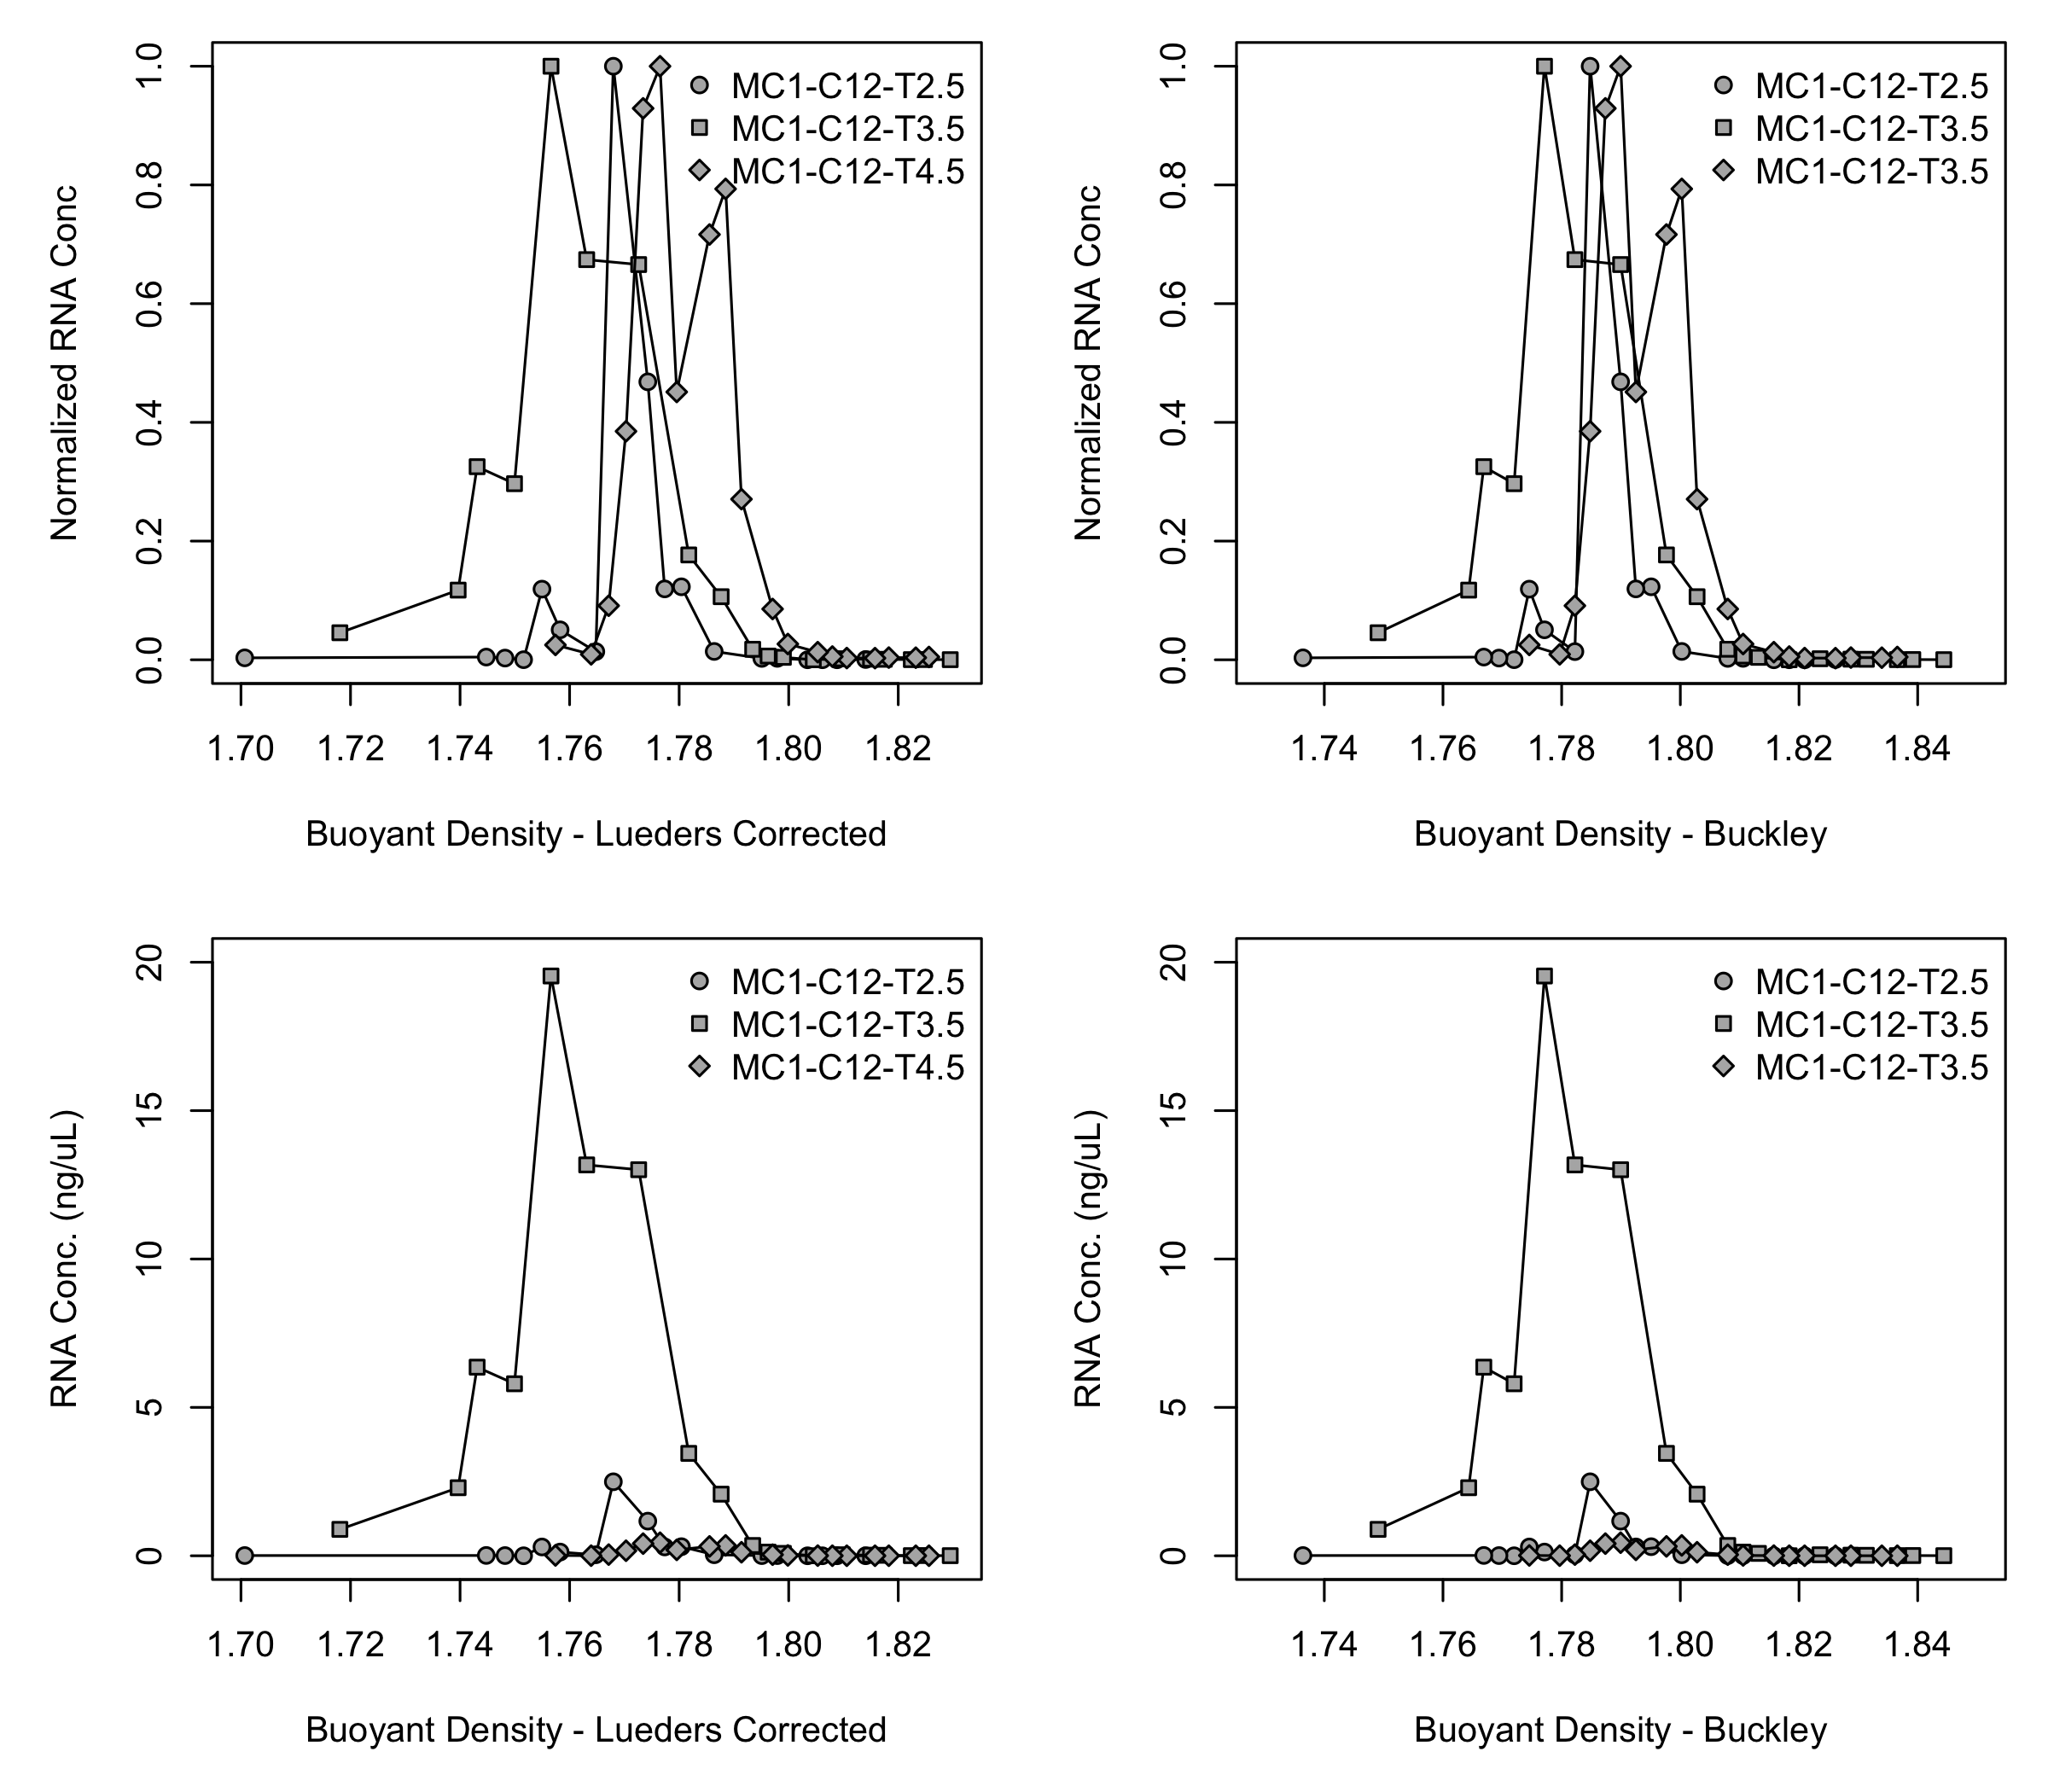 Normalized RNA Conc
0.0 0.2 0.4 0.6 0.8 1.0
MC1-C12-T2.5
MC1-C12-T3.5
MC1-C12-T4.5
1.70 1.72 1.74 1.76 1.78 1.80 1.82
Buoyant Density - Lueders Corrected
Normalized RNA Conc
0.0 0.2 0.4 0.6 0.8 1.0
MC1-C12-T2.5
MC1-C12-T3.5
MC1-C12-T3.5
1.74 1.76 1.78 1.80 1.82 1.84
Buoyant Density - Buckley
RNA Conc. (ng/uL)
0 5 10 15 20
MC1-C12-T2.5
MC1-C12-T3.5
MC1-C12-T4.5
1.70 1.72 1.74 1.76 1.78 1.80 1.82
Buoyant Density - Lueders Corrected
RNA Conc. (ng/uL)
0 5 10 15 20
MC1-C12-T2.5
MC1-C12-T3.5
MC1-C12-T3.5
1.74 1.76 1.78 1.80 1.82 1.84
Buoyant Density - Buckley